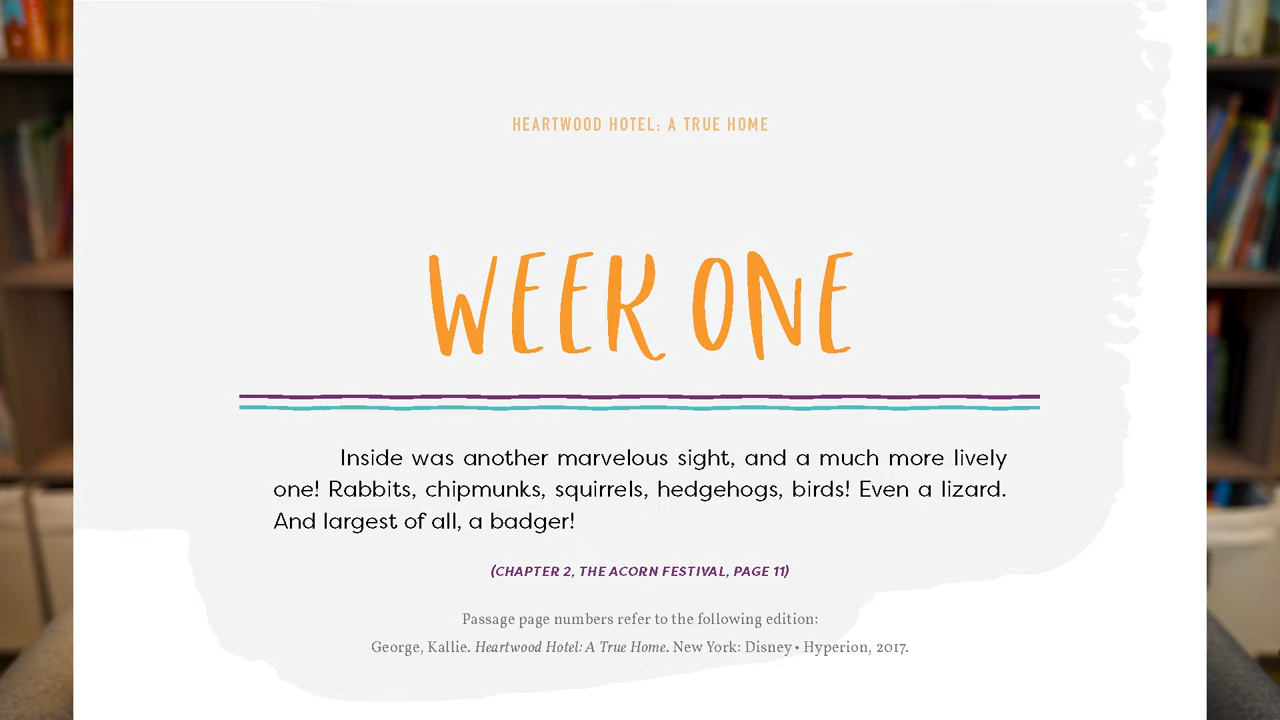 HEARTWOOD HOTEL: A TRUE HOME
WEEK ONE
Inside was another marvelous sight, and a much more lively
one! Rabbits, chipmunks, squirrels, hedgehogs, birds! Even a lizard.
And largest of all, a badger!
(CHAPTER 2, THE ACORN FESTIVAL, PAGE 11)
Passage page numbers refer to the following edition:
George, Kallie. Heartwood Hotel: A True Home. New York: Disney • Hyperion, 2017.